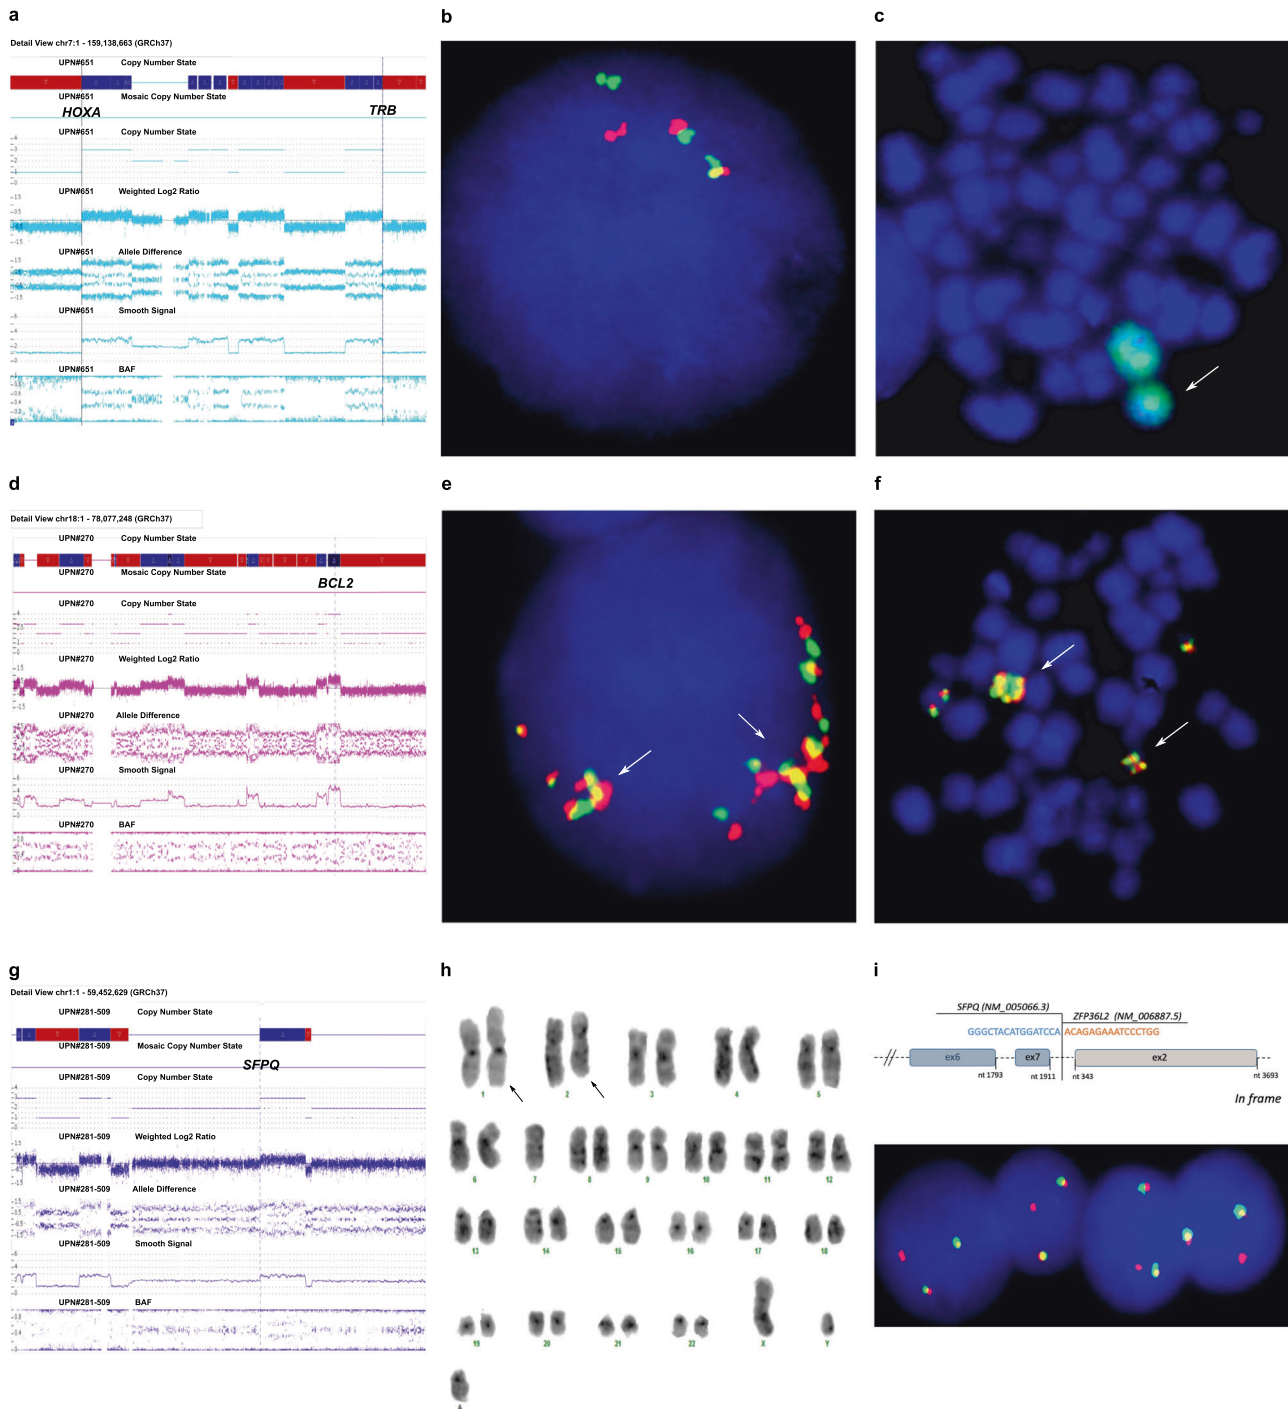 a
Detail View chr7:1 - 159,138,663 (GRCh37)
UPN#651 Copy Number State
UPN#651 Mosaic Copy Number State
HOXA TRB
UPN#651 Copy Number State
UPN#651 Weighted Log2 Ratio
UPN#651 Allele Difference
UPN#651 Smooth Signal
UPN#651 BAF
b
c
d
Detail View chr18:1 - 78,077,248 (GRCh37)
UPN#270 Copy Number State
UPN#270 Mosaic Copy Number State
BCL2
UPN#270 Copy Number State
UPN#270 Weighted Log2 Ratio
UPN#270 Allele Difference
UPN#270 Smooth Signal
UPN#270 BAF
e
f
g
Detail View chr1:1 - 59,452,629 (GRCh37)
UPN#281-509 Copy Number State
UPN#281-509 Mosaic Copy Number State
SFPQ
UPN#281-509 Copy Number State
UPN#281-509 Weighted Log2 Ratio
UPN#281-509 Allele Difference
UPN#281-509 Smooth Signal
UPN#281-509 BAF
h
1 2 3 4 5
6 7 8 9 10 11 12
13 14 15 16 17 18
19 20 21 22 X Y
i
SFPQ (NM_005066.3)
ZFP36L2 (NM_006887.5)
GGGCTACATGGATCCA ACAGAGAAATCCCTGG
ex6 ex7 ex2
nt 1793 nt 1911 nt 343 nt 3693
In frame